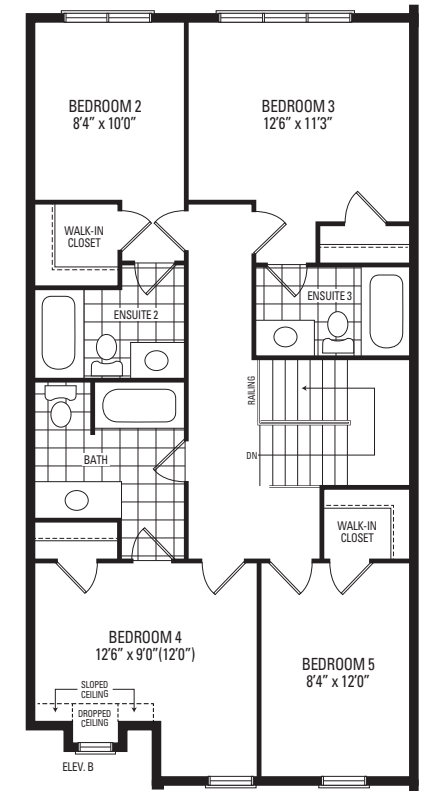 BEDROOM 2
8'4" x 10'0"
BEDROOM 3
12'6" x 11'3"
WALK-IN
CLOSET
ENSUITE 2
ENSUITE 3
RAILING
DN
BATH
WALK-IN
CLOSET
BEDROOM 4
12'6" x 9'0"(12'0")
BEDROOM 5
8'4" x 12'0"
SLOPED
CEILING
DROPPED
CEILING
ELEV. B